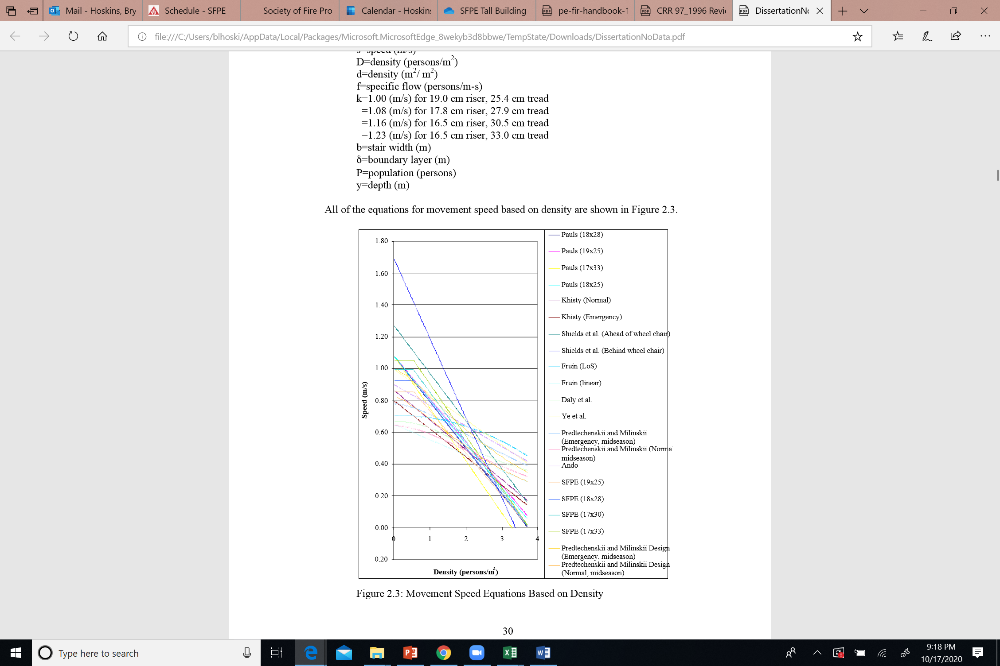 Mail - Hoskins, Bry
Schedule - SFPE
Society of Fire Pro
Calendar - Hoskins
SFPE Tall Building
pe-fir-handbook-1
CRR 97_1996 Revie
DissertationNo
file:///C:/Users/blhoski/AppData/Local/Packages/Microsoft.MicrosoftEdge_8wekyb3d8bbwe/TempState/Downloads/DissertationNoData.pdf
s=speed (m/s)
D=density (persons/m²)
d=density (m²/ m²)
f=specific flow (persons/m-s)
k=1.00 (m/s) for 19.0 cm riser, 25.4 cm tread
=1.08 (m/s) for 17.8 cm riser, 27.9 cm tread
=1.16 (m/s) for 16.5 cm riser, 30.5 cm tread
=1.23 (m/s) for 16.5 cm riser, 33.0 cm tread
b=stair width (m)
δ=boundary layer (m)
P=population (persons)
y=depth (m)
All of the equations for movement speed based on density are shown in Figure 2.3.
1.80
1.60
1.40
1.20
1.00
0.80
0.60
0.40
0.20
0.00
-0.20
Speed (m/s)
0 1 2 3 4
Density (persons/m²)
Pauls (18x28)
Pauls (19x25)
Pauls (17x33)
Pauls (18x25)
Khisty (Normal)
Khisty (Emergency)
Shields et al. (Ahead of wheel chair)
Shields et al. (Behind wheel chair)
Fruin (LoS)
Fruin (linear)
Daly et al.
Ye et al.
Predtechenskii and Milinskii
(Emergency, midseason)
Predtechenskii and Milinskii (Norma
midseason)
Ando
SFPE (19x25)
SFPE (18x28)
SFPE (17x30)
SFPE (17x33)
Predtechenskii and Milinskii Design
(Emergency, midseason)
Predtechenskii and Milinskii Design
(Normal, midseason)
Figure 2.3: Movement Speed Equations Based on Density
30
Type here to search
9:18 PM
10/17/2020